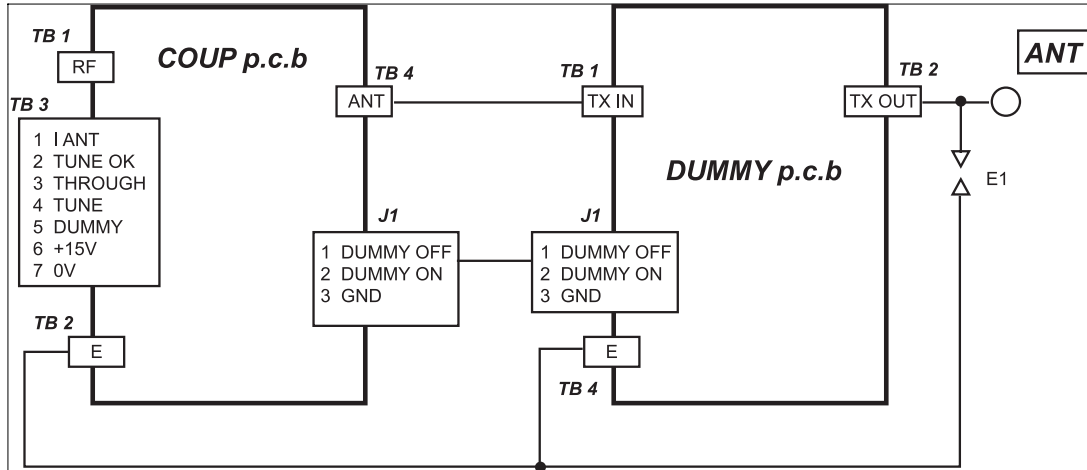 COUP p.c.b
TB 1
RF
TB 3
1 I ANT
2 TUNE OK
3 THROUGH
4 TUNE
5 DUMMY
6 +15V
7 0V
TB 2
E
TB 4
ANT
J1
1 DUMMY OFF
2 DUMMY ON
3 GND
DUMMY p.c.b
TB 1
TX IN
J1
1 DUMMY OFF
2 DUMMY ON
3 GND
E
TB 4
TB 2
TX OUT
ANT
E1